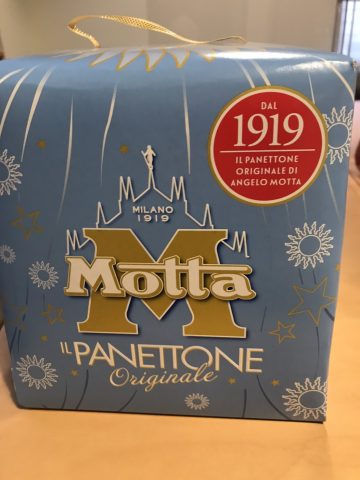 DAL
1919
IL PANETTONE
ORIGINALE DI
ANGELO MOTTA
MILANO
1919
M
Motta
IL PANETTONE
Originale